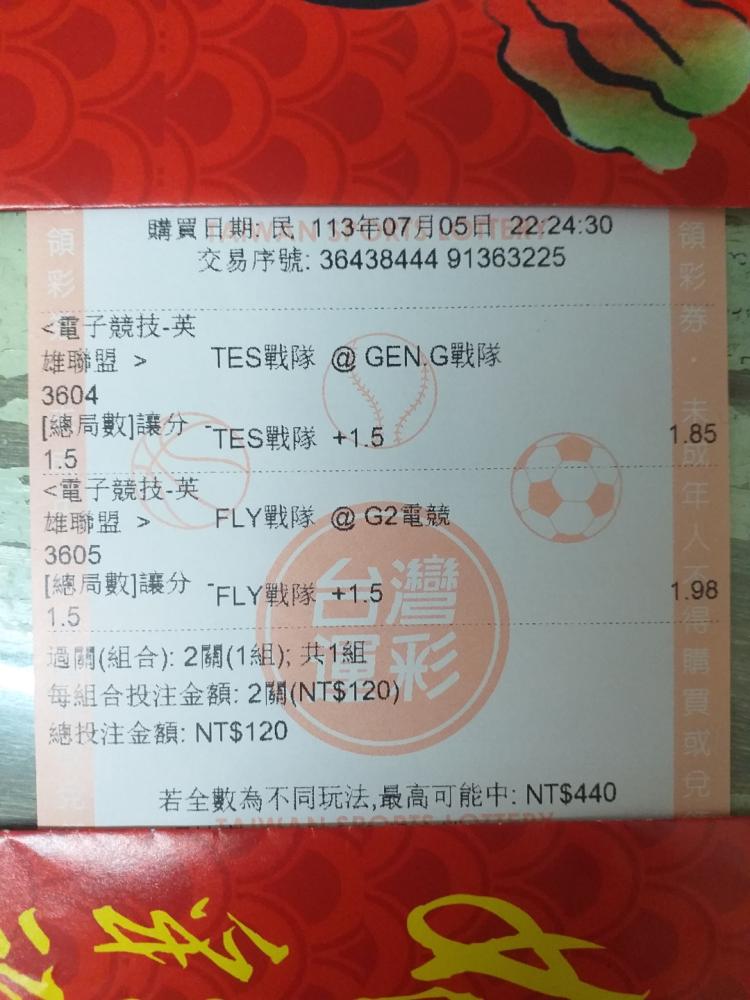 購買日期: 民 113年07月05日 22:24:30
交易序號: 36438444 91363225
<電子競技-英
雄聯盟 > TES戰隊 @ GEN.G戰隊
3604
[總局數]讓分 - TES戰隊 +1.5 1.85
1.5
<電子競技-英
雄聯盟 > FLY戰隊 @ G2電競
3605
[總局數]讓分 - FLY戰隊 +1.5 1.98
1.5
台灣
運彩
過關(組合): 2關(1組); 共1組
每組合投注金額: 2關(NT$120)
總投注金額: NT$120
若全數為不同玩法,最高可能中: NT$440
TAIWAN SPORTS LOTTERY
領彩
領彩券．未成年人不得購買或兌